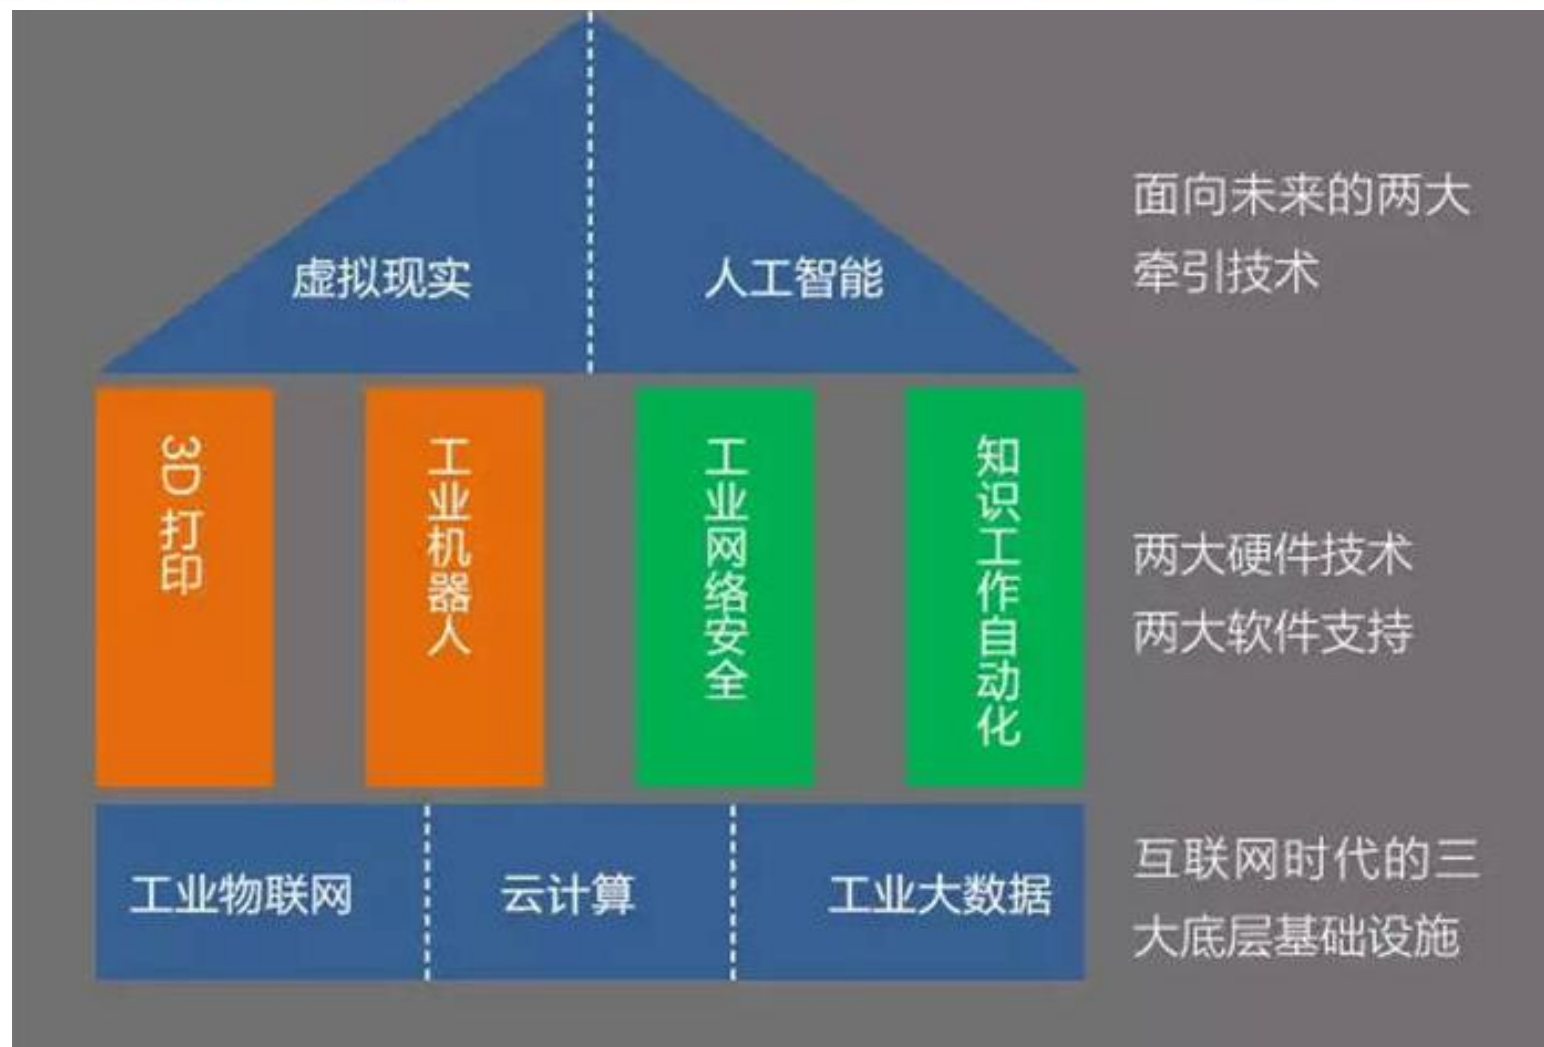 虚拟现实
人工智能
面向未来的两大
牵引技术
3D 打印
工业机器人
工业网络安全
知识工作自动化
两大硬件技术
两大软件支持
工业物联网
云计算
工业大数据
互联网时代的三
大底层基础设施